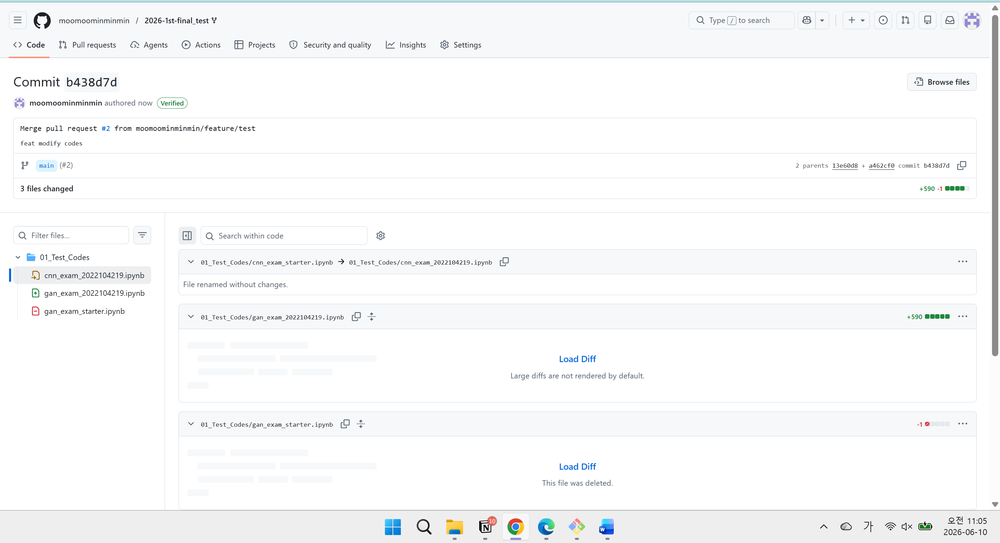 moomoominminmin / 2026-1st-final_test
Type / to search
Code Pull requests Agents Actions Projects Security and quality Insights Settings
Commit b438d7d
Browse files
moomoominminmin authored now Verified
Merge pull request #2 from moomoominminmin/feature/test
feat modify codes
main (#2)
2 parents 13e60d8 + a462cf0 commit b438d7d
3 files changed
+590 -1
Filter files...
01_Test_Codes
cnn_exam_2022104219.ipynb
gan_exam_2022104219.ipynb
gan_exam_starter.ipynb
Search within code
01_Test_Codes/cnn_exam_starter.ipynb → 01_Test_Codes/cnn_exam_2022104219.ipynb
File renamed without changes.
01_Test_Codes/gan_exam_2022104219.ipynb
+590
Load Diff
Large diffs are not rendered by default.
01_Test_Codes/gan_exam_starter.ipynb
-1
Load Diff
This file was deleted.
10
N
W
가
오전 11:05
2026-06-10